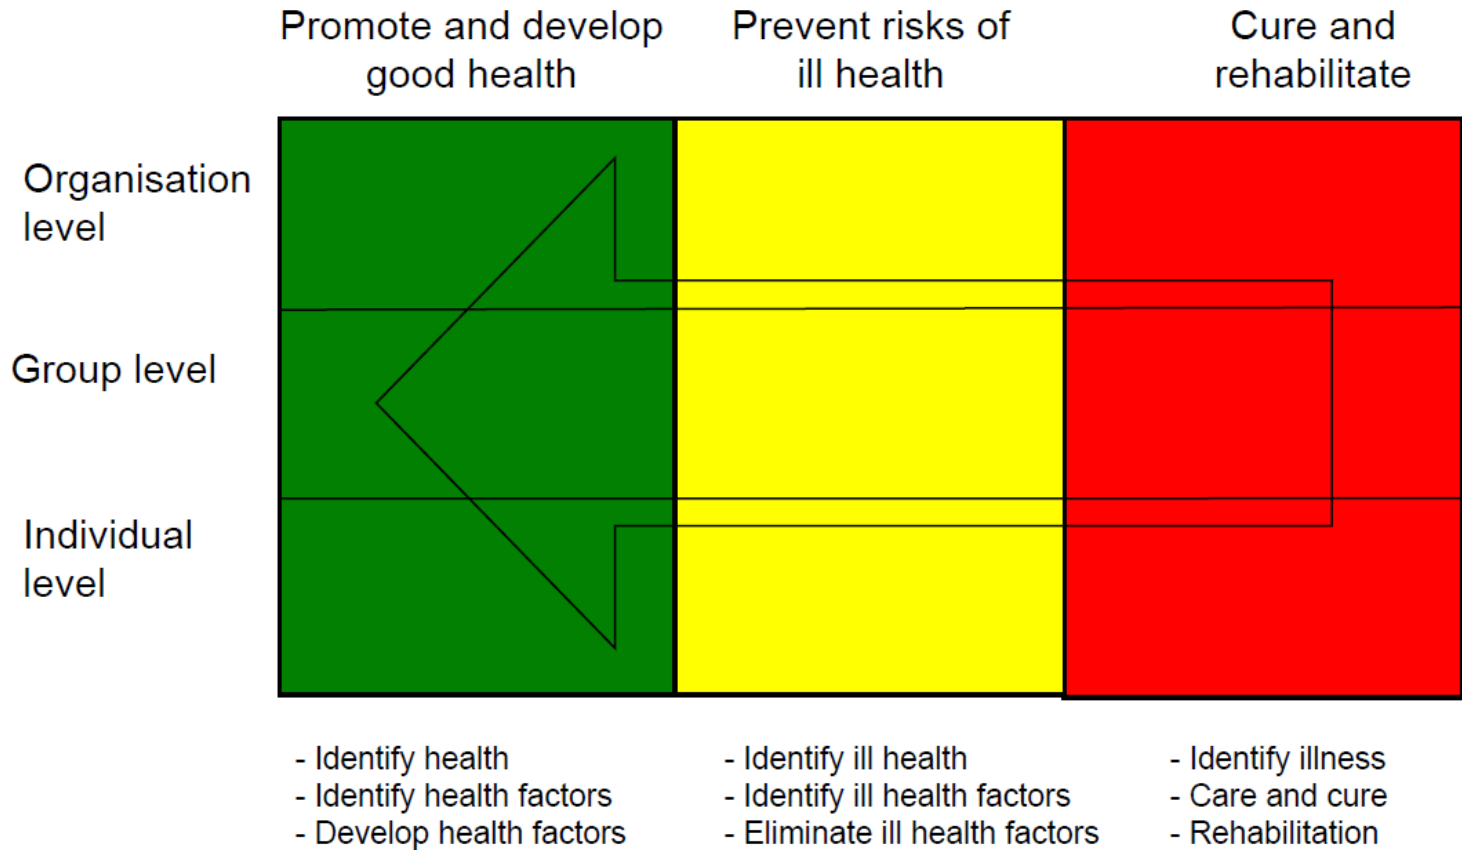 Promote and develop
good health
Prevent risks of
ill health
Cure and
rehabilitate
Organisation
level
Group level
Individual
level
- Identify health
- Identify health factors
- Develop health factors
- Identify ill health
- Identify ill health factors
- Eliminate ill health factors
- Identify illness
- Care and cure
- Rehabilitation